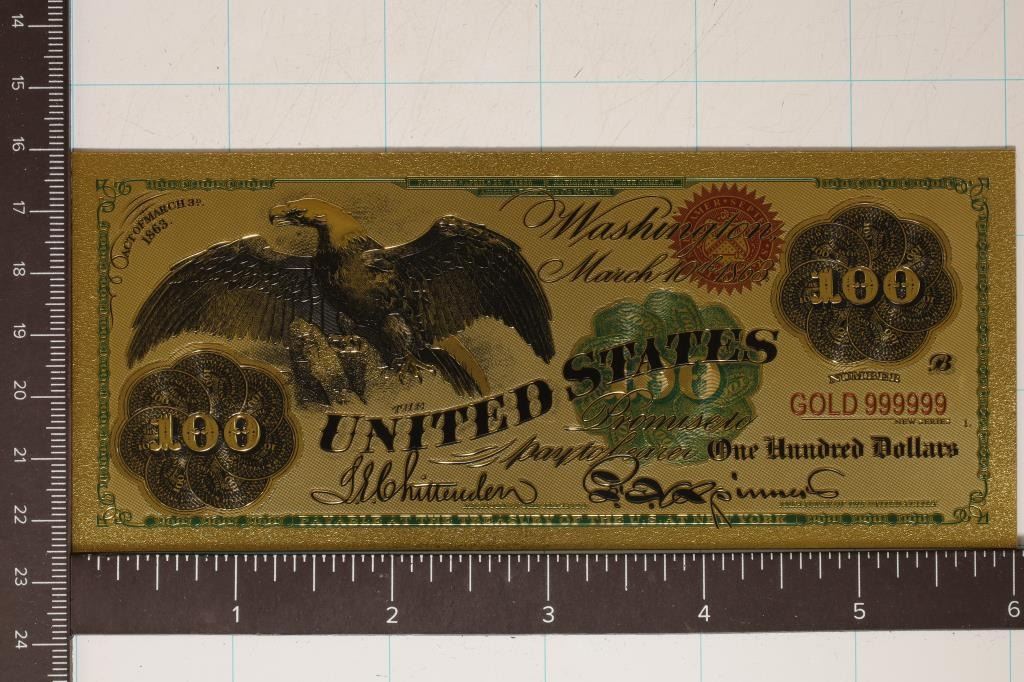 14
15
16
17
18
19
20
21
22
23
24
ACT OF MARCH 3D.
1863.
Washington
March 10th 1863
100
B
NUMBER
GOLD 999999
NEW SERIES 1.
THE
UNITED STATES
100
100
Promise to
pay to bearer One Hundred Dollars
L E Chittenden
F. E. Spinner
PAYABLE AT THE TREASURY OF THE U.S. AT NEW YORK
1 2 3 4 5 6